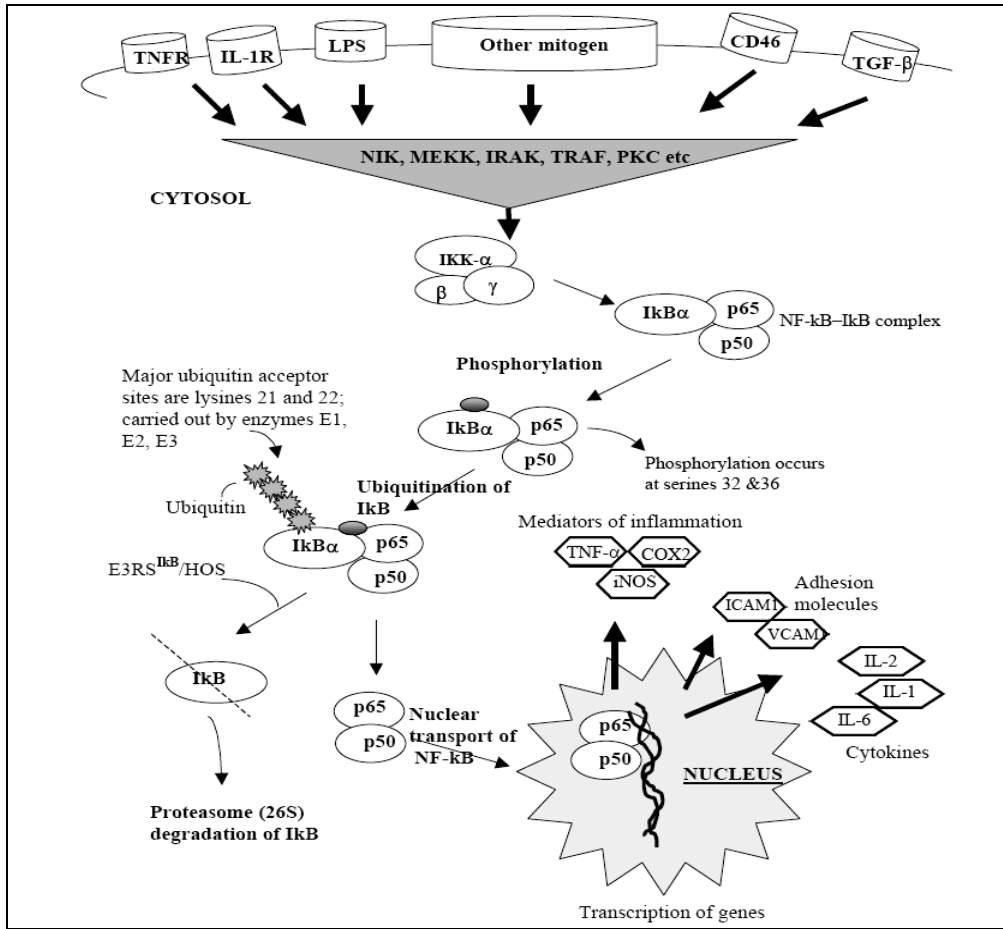 TNFR
IL-1R
LPS
Other mitogen
CD46
TGF-β
NIK, MEKK, IRAK, TRAF, PKC etc
CYTOSOL
IKK-α
β
γ
IkBα
p65
p50
NF-kB–IkB complex
Phosphorylation
Major ubiquitin acceptor
sites are lysines 21 and 22;
carried out by enzymes E1,
E2, E3
IkBα
p65
p50
Phosphorylation occurs
at serines 32 &36
Ubiquitin
Ubiquitination of
IkB
IkBα
p65
p50
Mediators of inflammation
TNF-α
COX2
iNOS
E3RS^IkB/HOS
Adhesion
molecules
ICAM1
VCAM1
IL-2
IL-1
IL-6
Cytokines
IkB
p65
p50
Nuclear
transport of
NF-kB
p65
p50
NUCLEUS
Proteasome (26S)
degradation of IkB
Transcription of genes